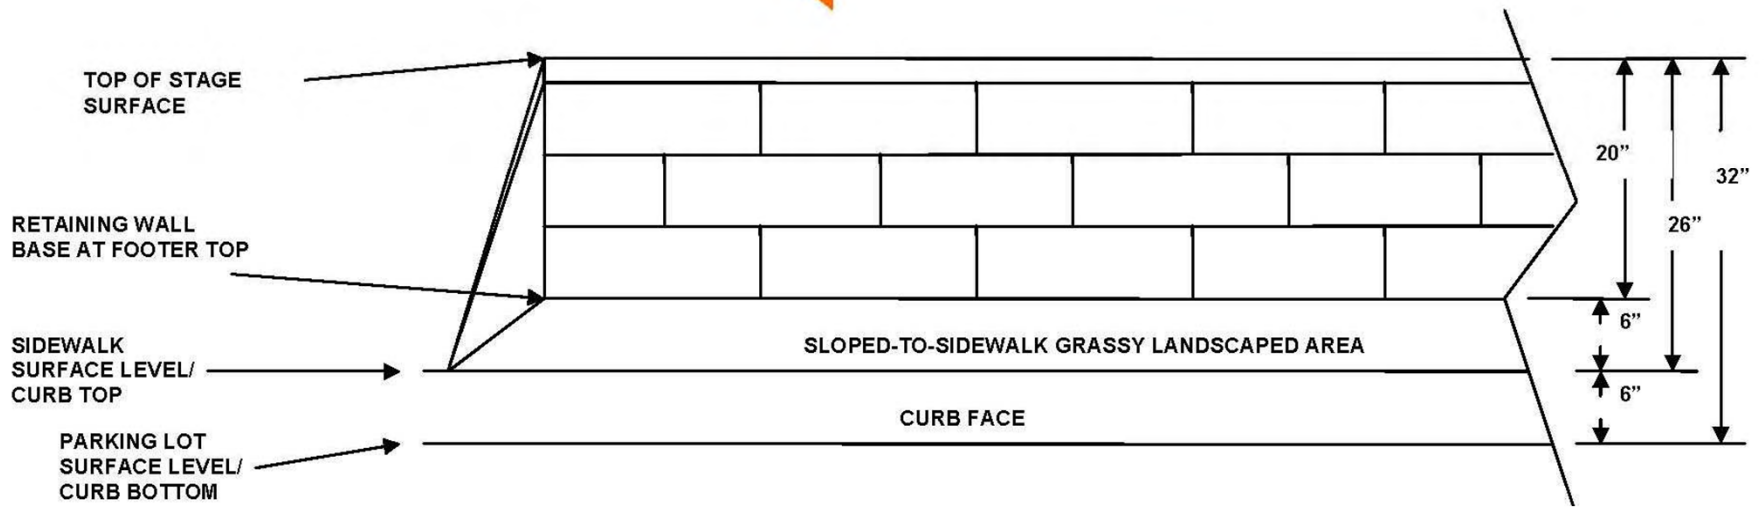 TOP OF STAGE
SURFACE
20”
32”
RETAINING WALL
BASE AT FOOTER TOP
26”
6”
SIDEWALK
SURFACE LEVEL/
CURB TOP
SLOPED-TO-SIDEWALK GRASSY LANDSCAPED AREA
6”
CURB FACE
PARKING LOT
SURFACE LEVEL/
CURB BOTTOM